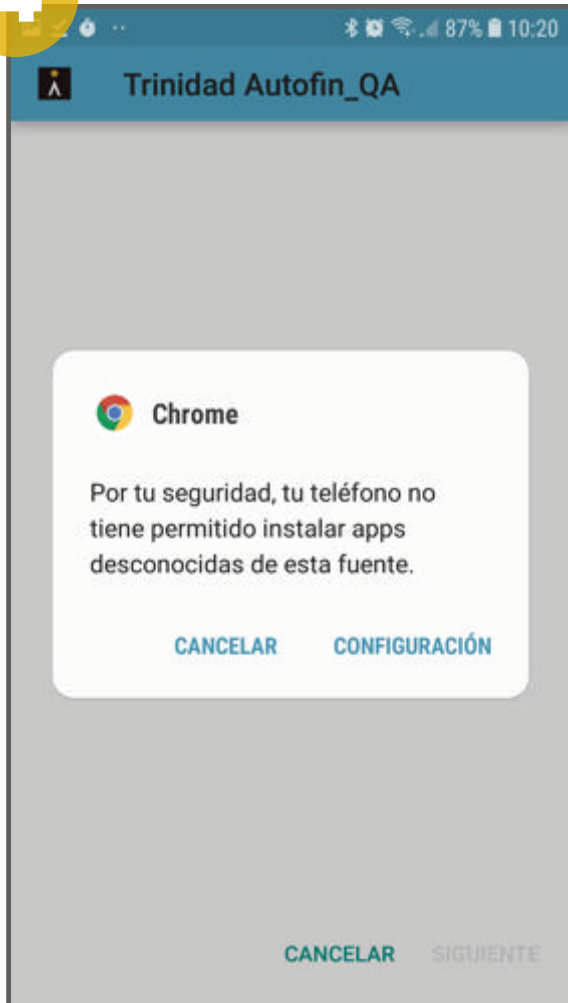 87% 10:20
Trinidad Autofin_QA
Chrome
Por tu seguridad, tu teléfono no
tiene permitido instalar apps
desconocidas de esta fuente.
CANCELAR CONFIGURACIÓN
CANCELAR SIGUIENTE